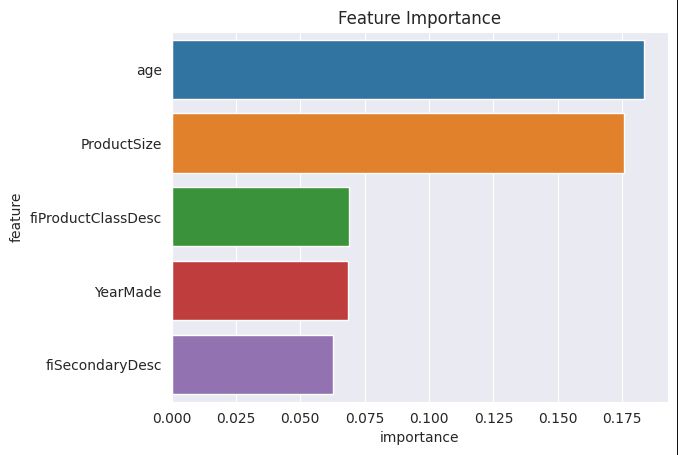 Feature Importance
age
ProductSize
fiProductClassDesc
YearMade
fiSecondaryDesc
feature
0.000 0.025 0.050 0.075 0.100 0.125 0.150 0.175
importance